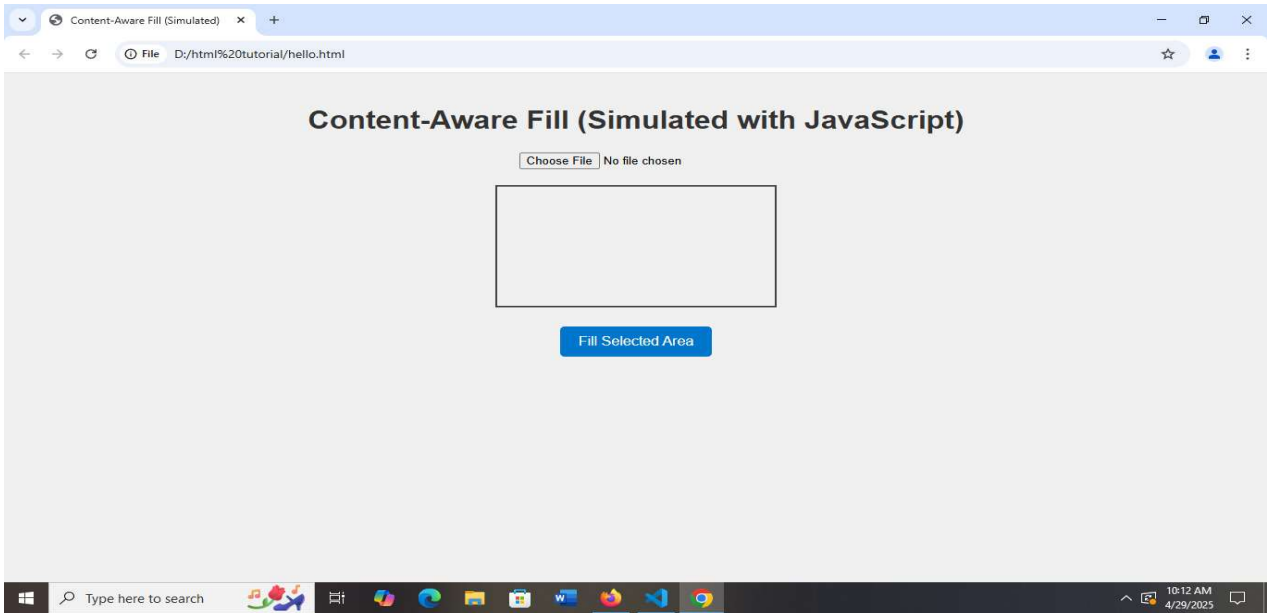 Content-Aware Fill (Simulated)
File D:/html%20tutorial/hello.html
Content-Aware Fill (Simulated with JavaScript)
Choose File No file chosen
Fill Selected Area
Type here to search
10:12 AM
4/29/2025